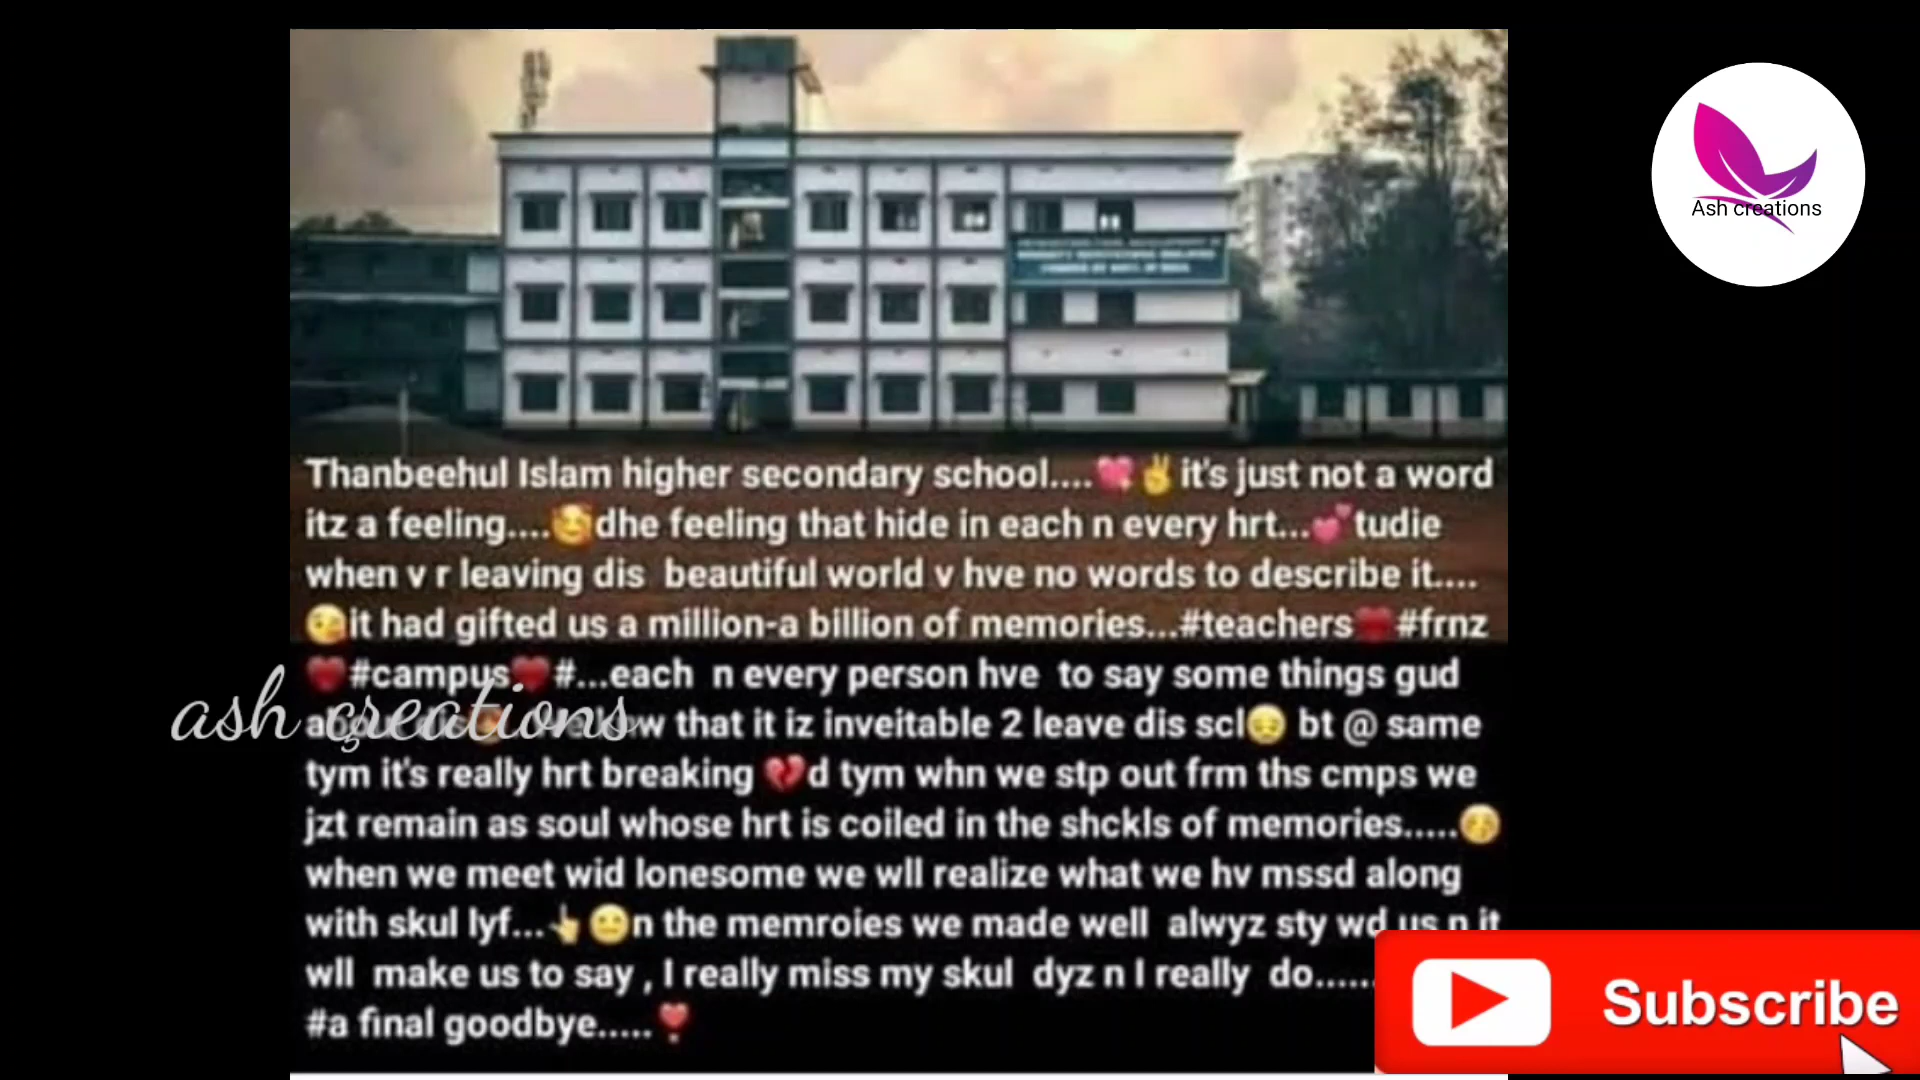 Ash creations
Thanbeehul Islam higher secondary school....💘✌️it's just not a word
itz a feeling....🥰dhe feeling that hide in each n every hrt...💕tudie
when v r leaving dis beautiful world v hve no words to describe it....
😘it had gifted us a million-a billion of memories...#teachers❤️#frnz
❤️#campus❤️#...each n every person hve to say some things gud
that it iz inveitable 2 leave dis scl😔 bt @ same
ash creations
tym it's really hrt breaking 💔d tym whn we stp out frm ths cmps we
jzt remain as soul whose hrt is coiled in the shckls of memories.....😚
when we meet wid lonesome we wll realize what we hv mssd along
with skul lyf...👆😐n the memroies we made well alwyz sty wd us n it
wll make us to say , I really miss my skul dyz n I really do......
#a final goodbye.....❣️
Subscribe